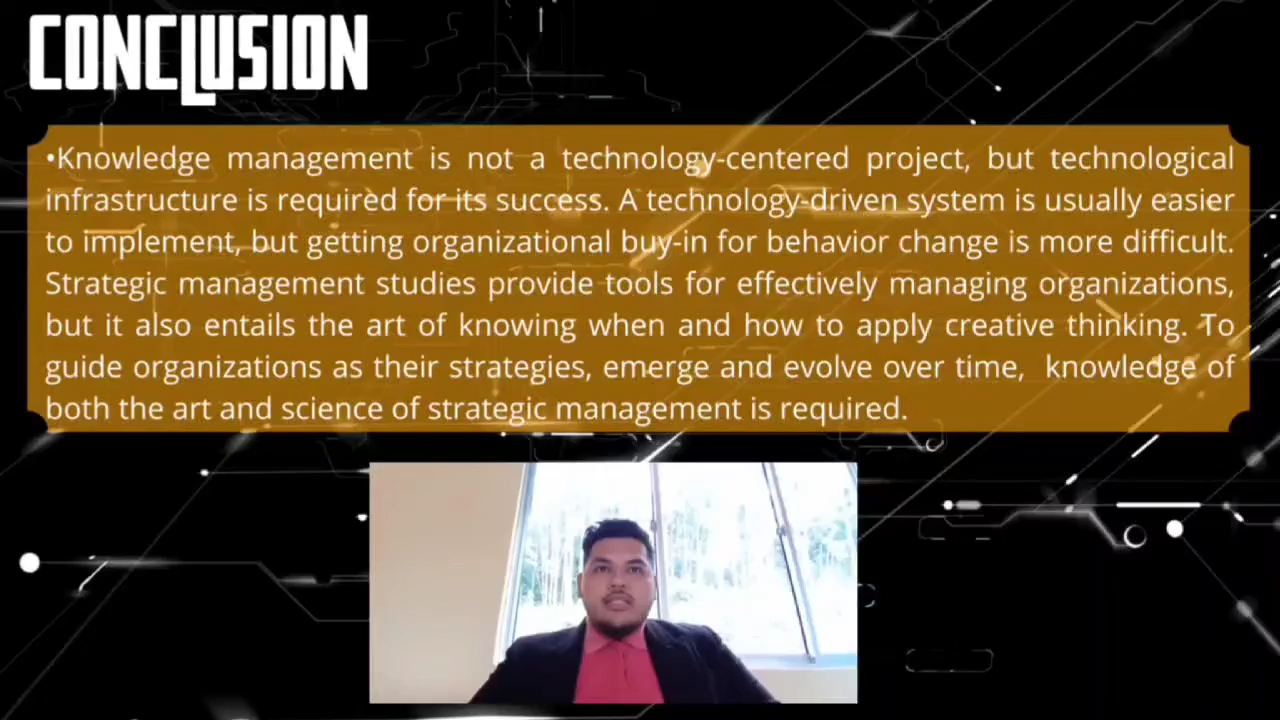 CONCLUSION
•Knowledge management is not a technology-centered project, but technological
infrastructure is required for its success. A technology-driven system is usually easier
to implement, but getting organizational buy-in for behavior change is more difficult.
Strategic management studies provide tools for effectively managing organizations,
but it also entails the art of knowing when and how to apply creative thinking. To
guide organizations as their strategies, emerge and evolve over time, knowledge of
both the art and science of strategic management is required.